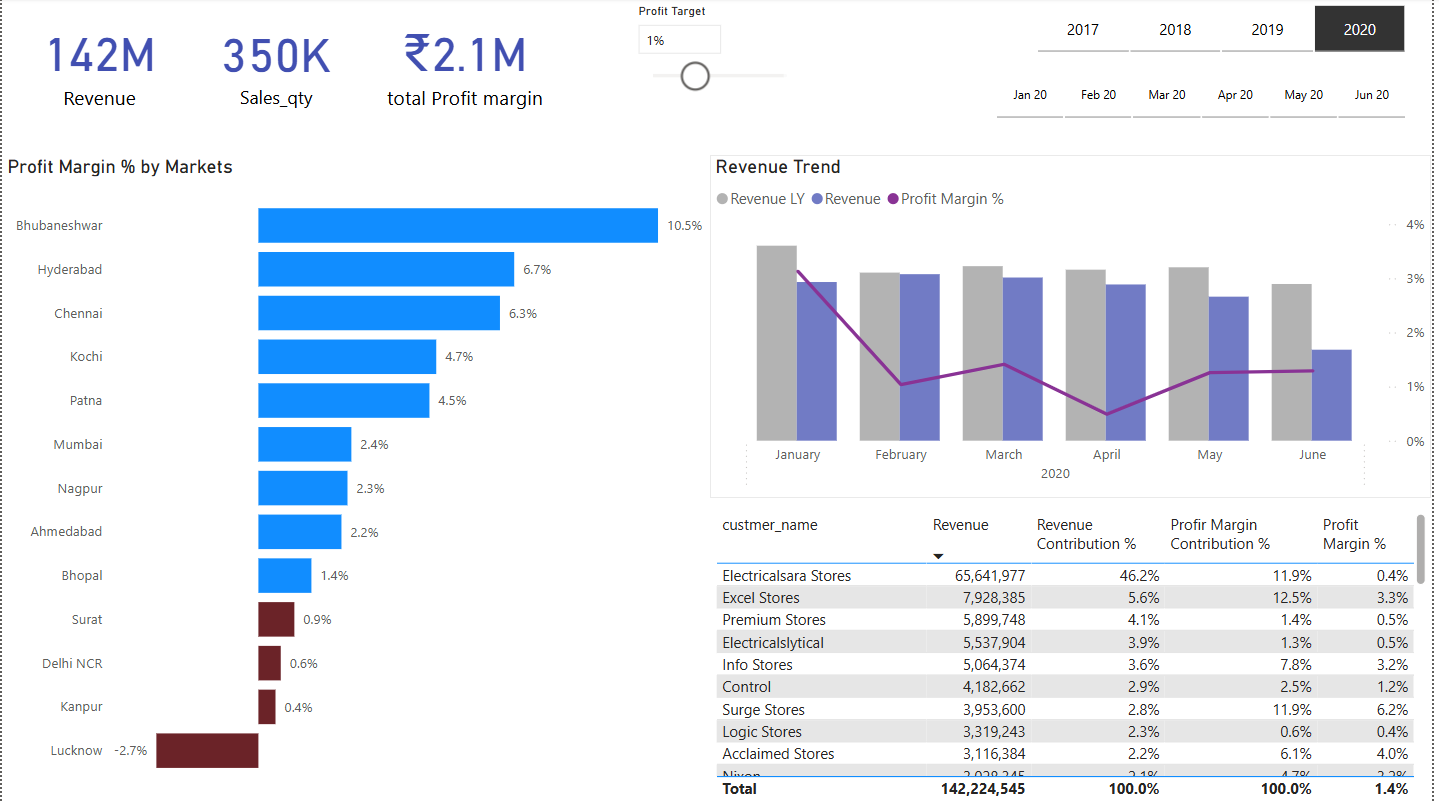 142M
Revenue
350K
Sales_qty
₹2.1M
total Profit margin
Profit Target
1%
2017 2018 2019 2020
Jan 20 Feb 20 Mar 20 Apr 20 May 20 Jun 20
Profit Margin % by Markets
Bhubaneshwar 10.5%
Hyderabad 6.7%
Chennai 6.3%
Kochi 4.7%
Patna 4.5%
Mumbai 2.4%
Nagpur 2.3%
Ahmedabad 2.2%
Bhopal 1.4%
Surat 0.9%
Delhi NCR 0.6%
Kanpur 0.4%
Lucknow -2.7%
Revenue Trend
Revenue LY Revenue Profit Margin %
4%
3%
2%
1%
0%
January February March April May June
2020
custmer_name Revenue Revenue Profir Margin Profit
Contribution % Contribution % Margin %
Electricalsara Stores 65,641,977 46.2% 11.9% 0.4%
Excel Stores 7,928,385 5.6% 12.5% 3.3%
Premium Stores 5,899,748 4.1% 1.4% 0.5%
Electricalslytical 5,537,904 3.9% 1.3% 0.5%
Info Stores 5,064,374 3.6% 7.8% 3.2%
Control 4,182,662 2.9% 2.5% 1.2%
Surge Stores 3,953,600 2.8% 11.9% 6.2%
Logic Stores 3,319,243 2.3% 0.6% 0.4%
Acclaimed Stores 3,116,384 2.2% 6.1% 4.0%
Total 142,224,545 100.0% 100.0% 1.4%